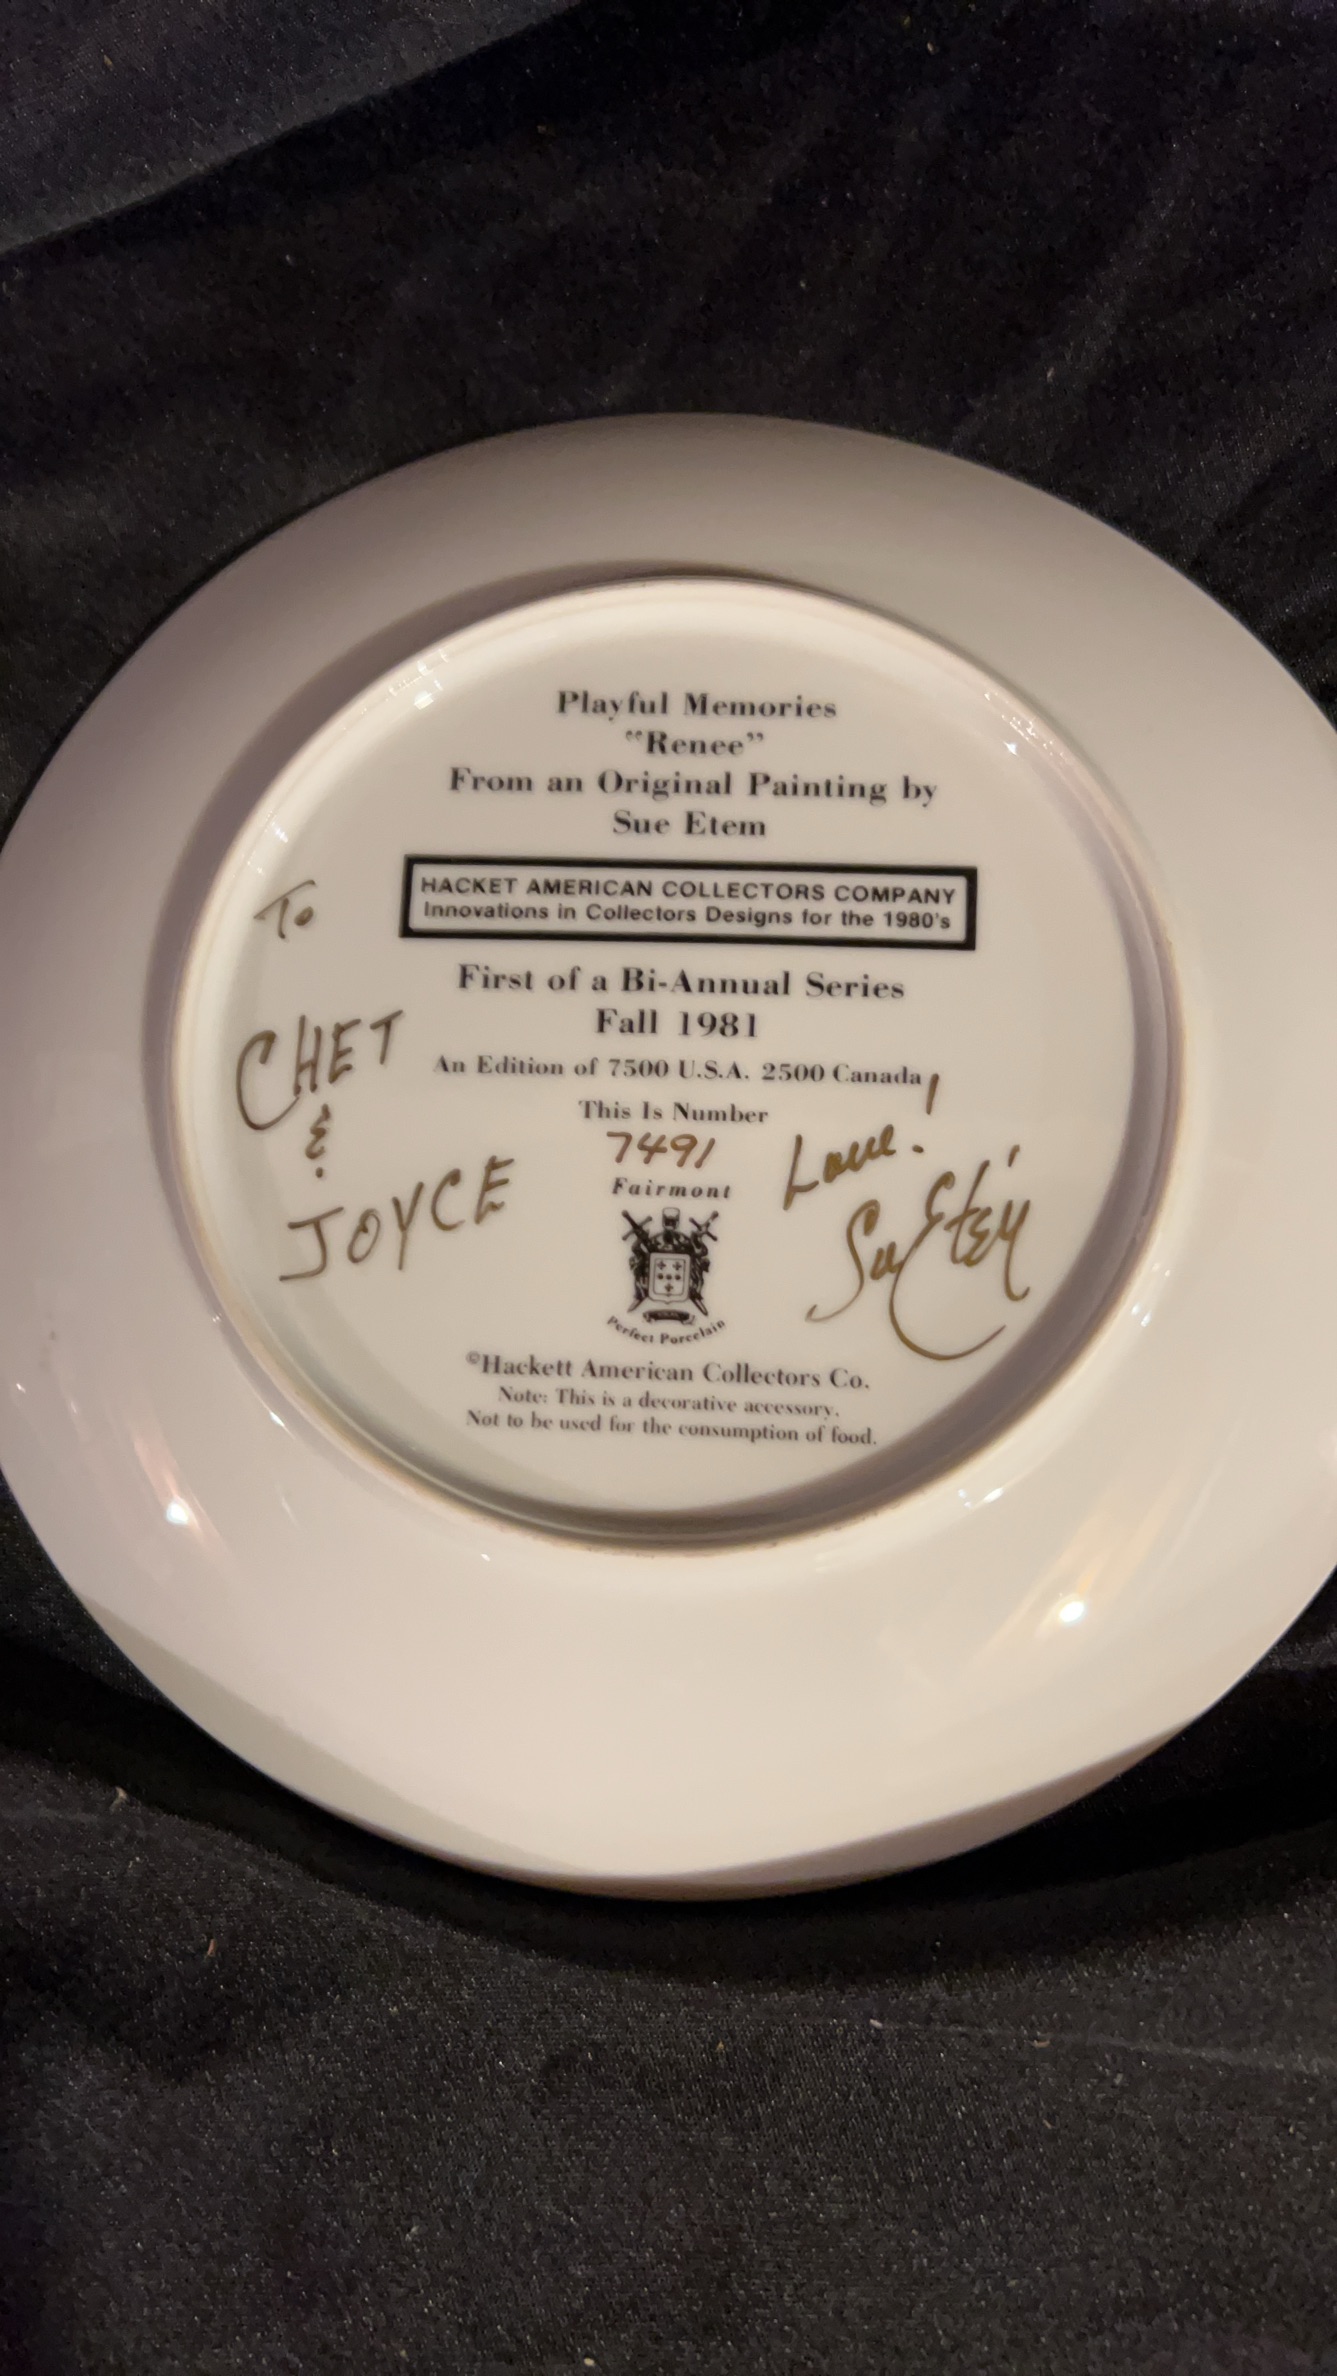 Playful Memories
“Renee”
From an Original Painting by
Sue Etem
HACKET AMERICAN COLLECTORS COMPANY
Innovations in Collectors Designs for the 1980's
First of a Bi-Annual Series
Fall 1981
An Edition of 7500 U.S.A. 2500 Canada
This Is Number
7491
Fairmont
Perfect Porcelain
©Hackett American Collectors Co.
Note: This is a decorative accessory.
Not to be used for the consumption of food.
To
CHET
&
JOYCE
Love!
Sue Etem